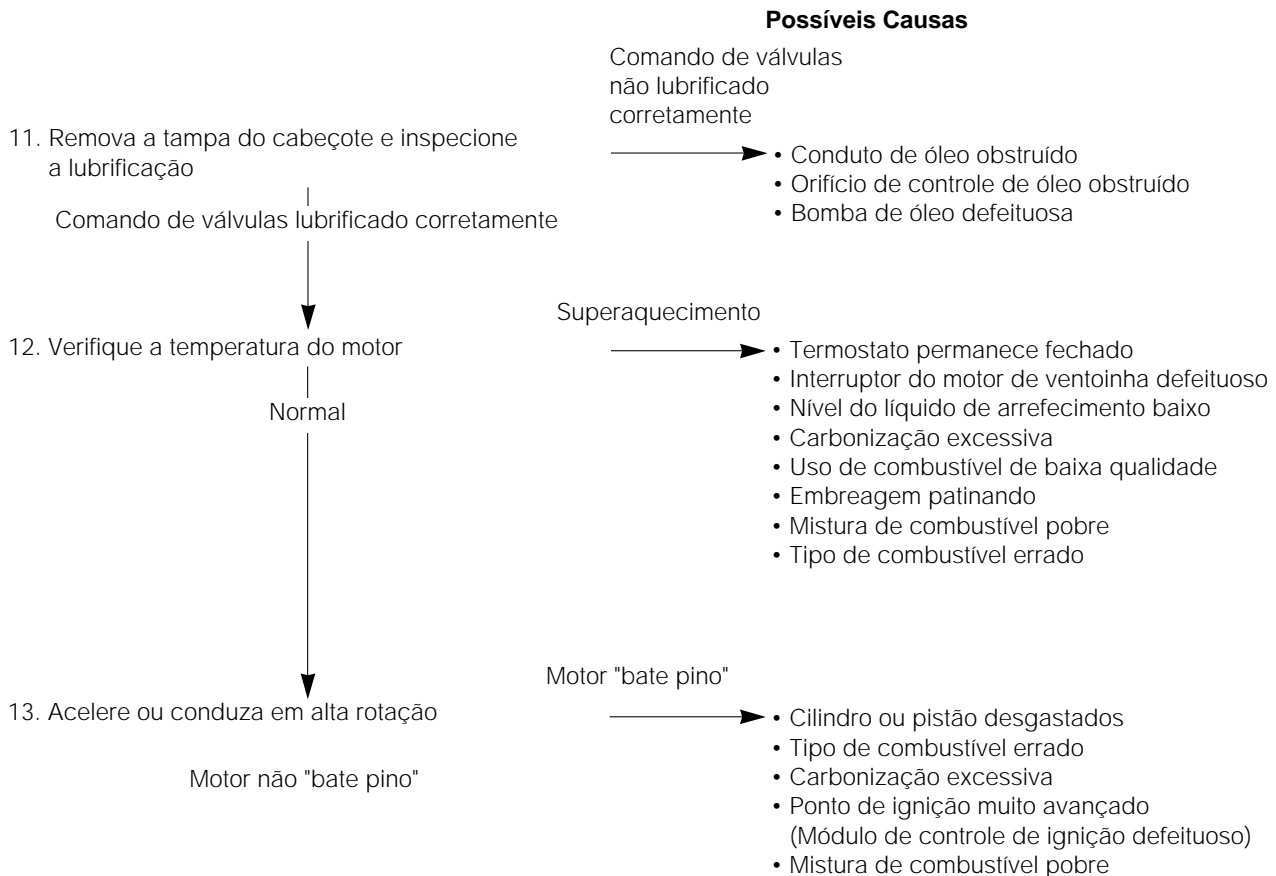 Possíveis Causas
Comando de válvulas
não lubrificado
corretamente
11. Remova a tampa do cabeçote e inspecione
a lubrificação
• Conduto de óleo obstruído
• Orifício de controle de óleo obstruído
• Bomba de óleo defeituosa
Comando de válvulas lubrificado corretamente
Superaquecimento
12. Verifique a temperatura do motor
• Termostato permanece fechado
• Interruptor do motor de ventoinha defeituoso
• Nível do líquido de arrefecimento baixo
• Carbonização excessiva
• Uso de combustível de baixa qualidade
• Embreagem patinando
• Mistura de combustível pobre
• Tipo de combustível errado
Normal
Motor "bate pino"
13. Acelere ou conduza em alta rotação
• Cilindro ou pistão desgastados
• Tipo de combustível errado
• Carbonização excessiva
• Ponto de ignição muito avançado
(Módulo de controle de ignição defeituoso)
• Mistura de combustível pobre
Motor não "bate pino"